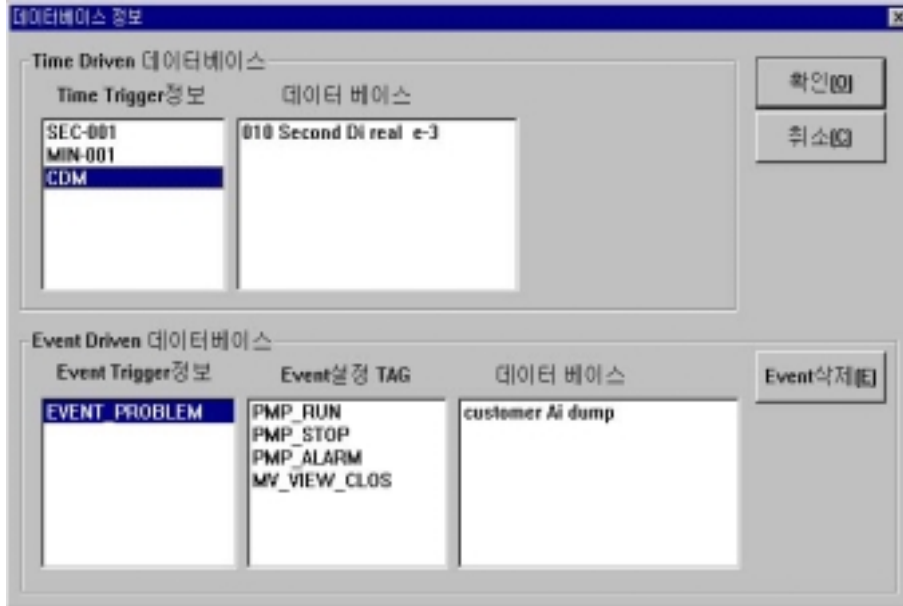 데이터베이스 정보
Time Driven 데이터베이스
Time Trigger정보
데이터 베이스
SEC-001
MIN-001
CDM
010 Second Di real e-3
확인[O]
취소[C]
Event Driven 데이터베이스
Event Trigger정보
Event설정 TAG
데이터 베이스
EVENT_PROBLEM
PMP_RUN
PMP_STOP
PMP_ALARM
MV_VIEW_CLOS
customer Ai dump
Event삭제[E]